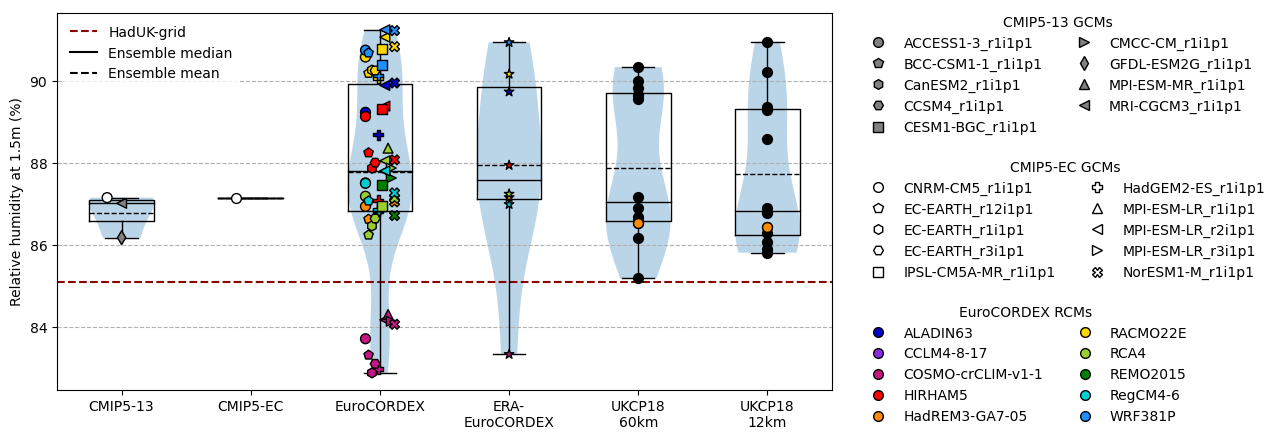 Relative humidity at 1.5m (%)
90
88
86
84
HadUK-grid
Ensemble median
Ensemble mean
CMIP5-13
CMIP5-EC
EuroCORDEX
ERA-
EuroCORDEX
UKCP18
60km
UKCP18
12km
CMIP5-13 GCMs
ACCESS1-3_r1i1p1
BCC-CSM1-1_r1i1p1
CanESM2_r1i1p1
CCSM4_r1i1p1
CESM1-BGC_r1i1p1
CMCC-CM_r1i1p1
GFDL-ESM2G_r1i1p1
MPI-ESM-MR_r1i1p1
MRI-CGCM3_r1i1p1
CMIP5-EC GCMs
CNRM-CM5_r1i1p1
EC-EARTH_r12i1p1
EC-EARTH_r1i1p1
EC-EARTH_r3i1p1
IPSL-CM5A-MR_r1i1p1
HadGEM2-ES_r1i1p1
MPI-ESM-LR_r1i1p1
MPI-ESM-LR_r2i1p1
MPI-ESM-LR_r3i1p1
NorESM1-M_r1i1p1
EuroCORDEX RCMs
ALADIN63
CCLM4-8-17
COSMO-crCLIM-v1-1
HIRHAM5
HadREM3-GA7-05
RACMO22E
RCA4
REMO2015
RegCM4-6
WRF381P